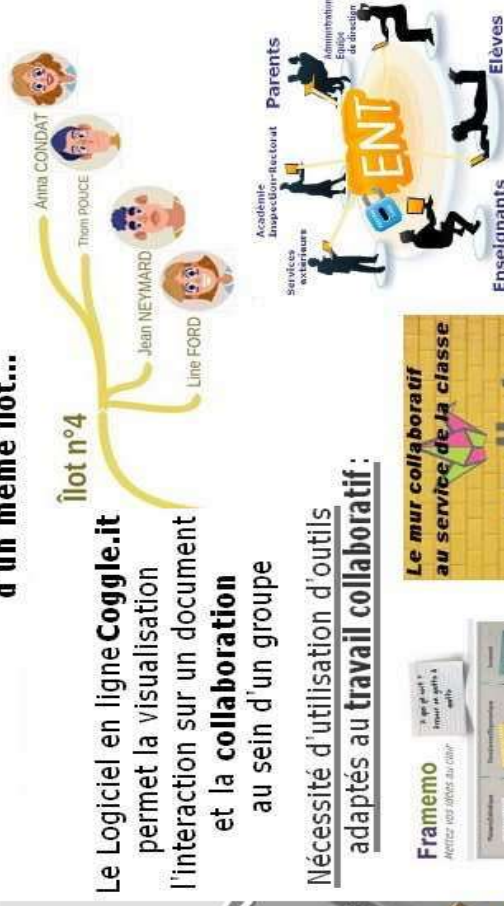 d'un même îlot...
Îlot n°4
Anna CONDAT
Thom POUCE
Jean NEYMARD
Line FORD
Le Logiciel en ligne Coggle.it
permet la visualisation
l'interaction sur un document
et la collaboration
au sein d'un groupe
Nécessité d'utilisation d'outils
adaptés au travail collaboratif :
Services
extérieurs
Académie
Inspection-Rectorat
Parents
Administration
Equipe
de direction
ENT
Enseignants
Elèves
Framemo
Mettez vos idées au clair
Le mur collaboratif
au service de la classe